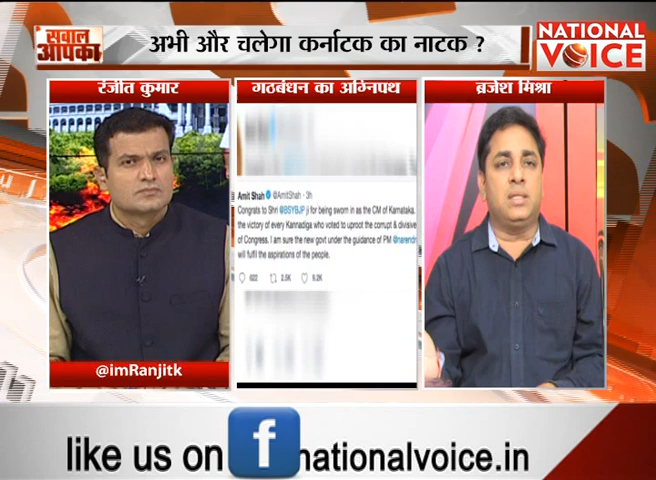 सवाल
आपका
अभी और चलेगा कर्नाटक का नाटक ?
NATIONAL
VOICE
रंजीत कुमार
गठबंधन का अग्निपथ
ब्रजेश मिश्रा
Amit Shah @AmitShah · 3h
Congrats to Shri @BSYBJP ji for being sworn in as the CM of Karnataka,
the victory of every Kannadiga who voted to uproot the corrupt & divisive
of Congress. I am sure the new govt under the guidance of PM @narendr
will fulfil the aspirations of the people.
622 2.5K 9.2K
@imRanjitk
like us on f nationalvoice.in